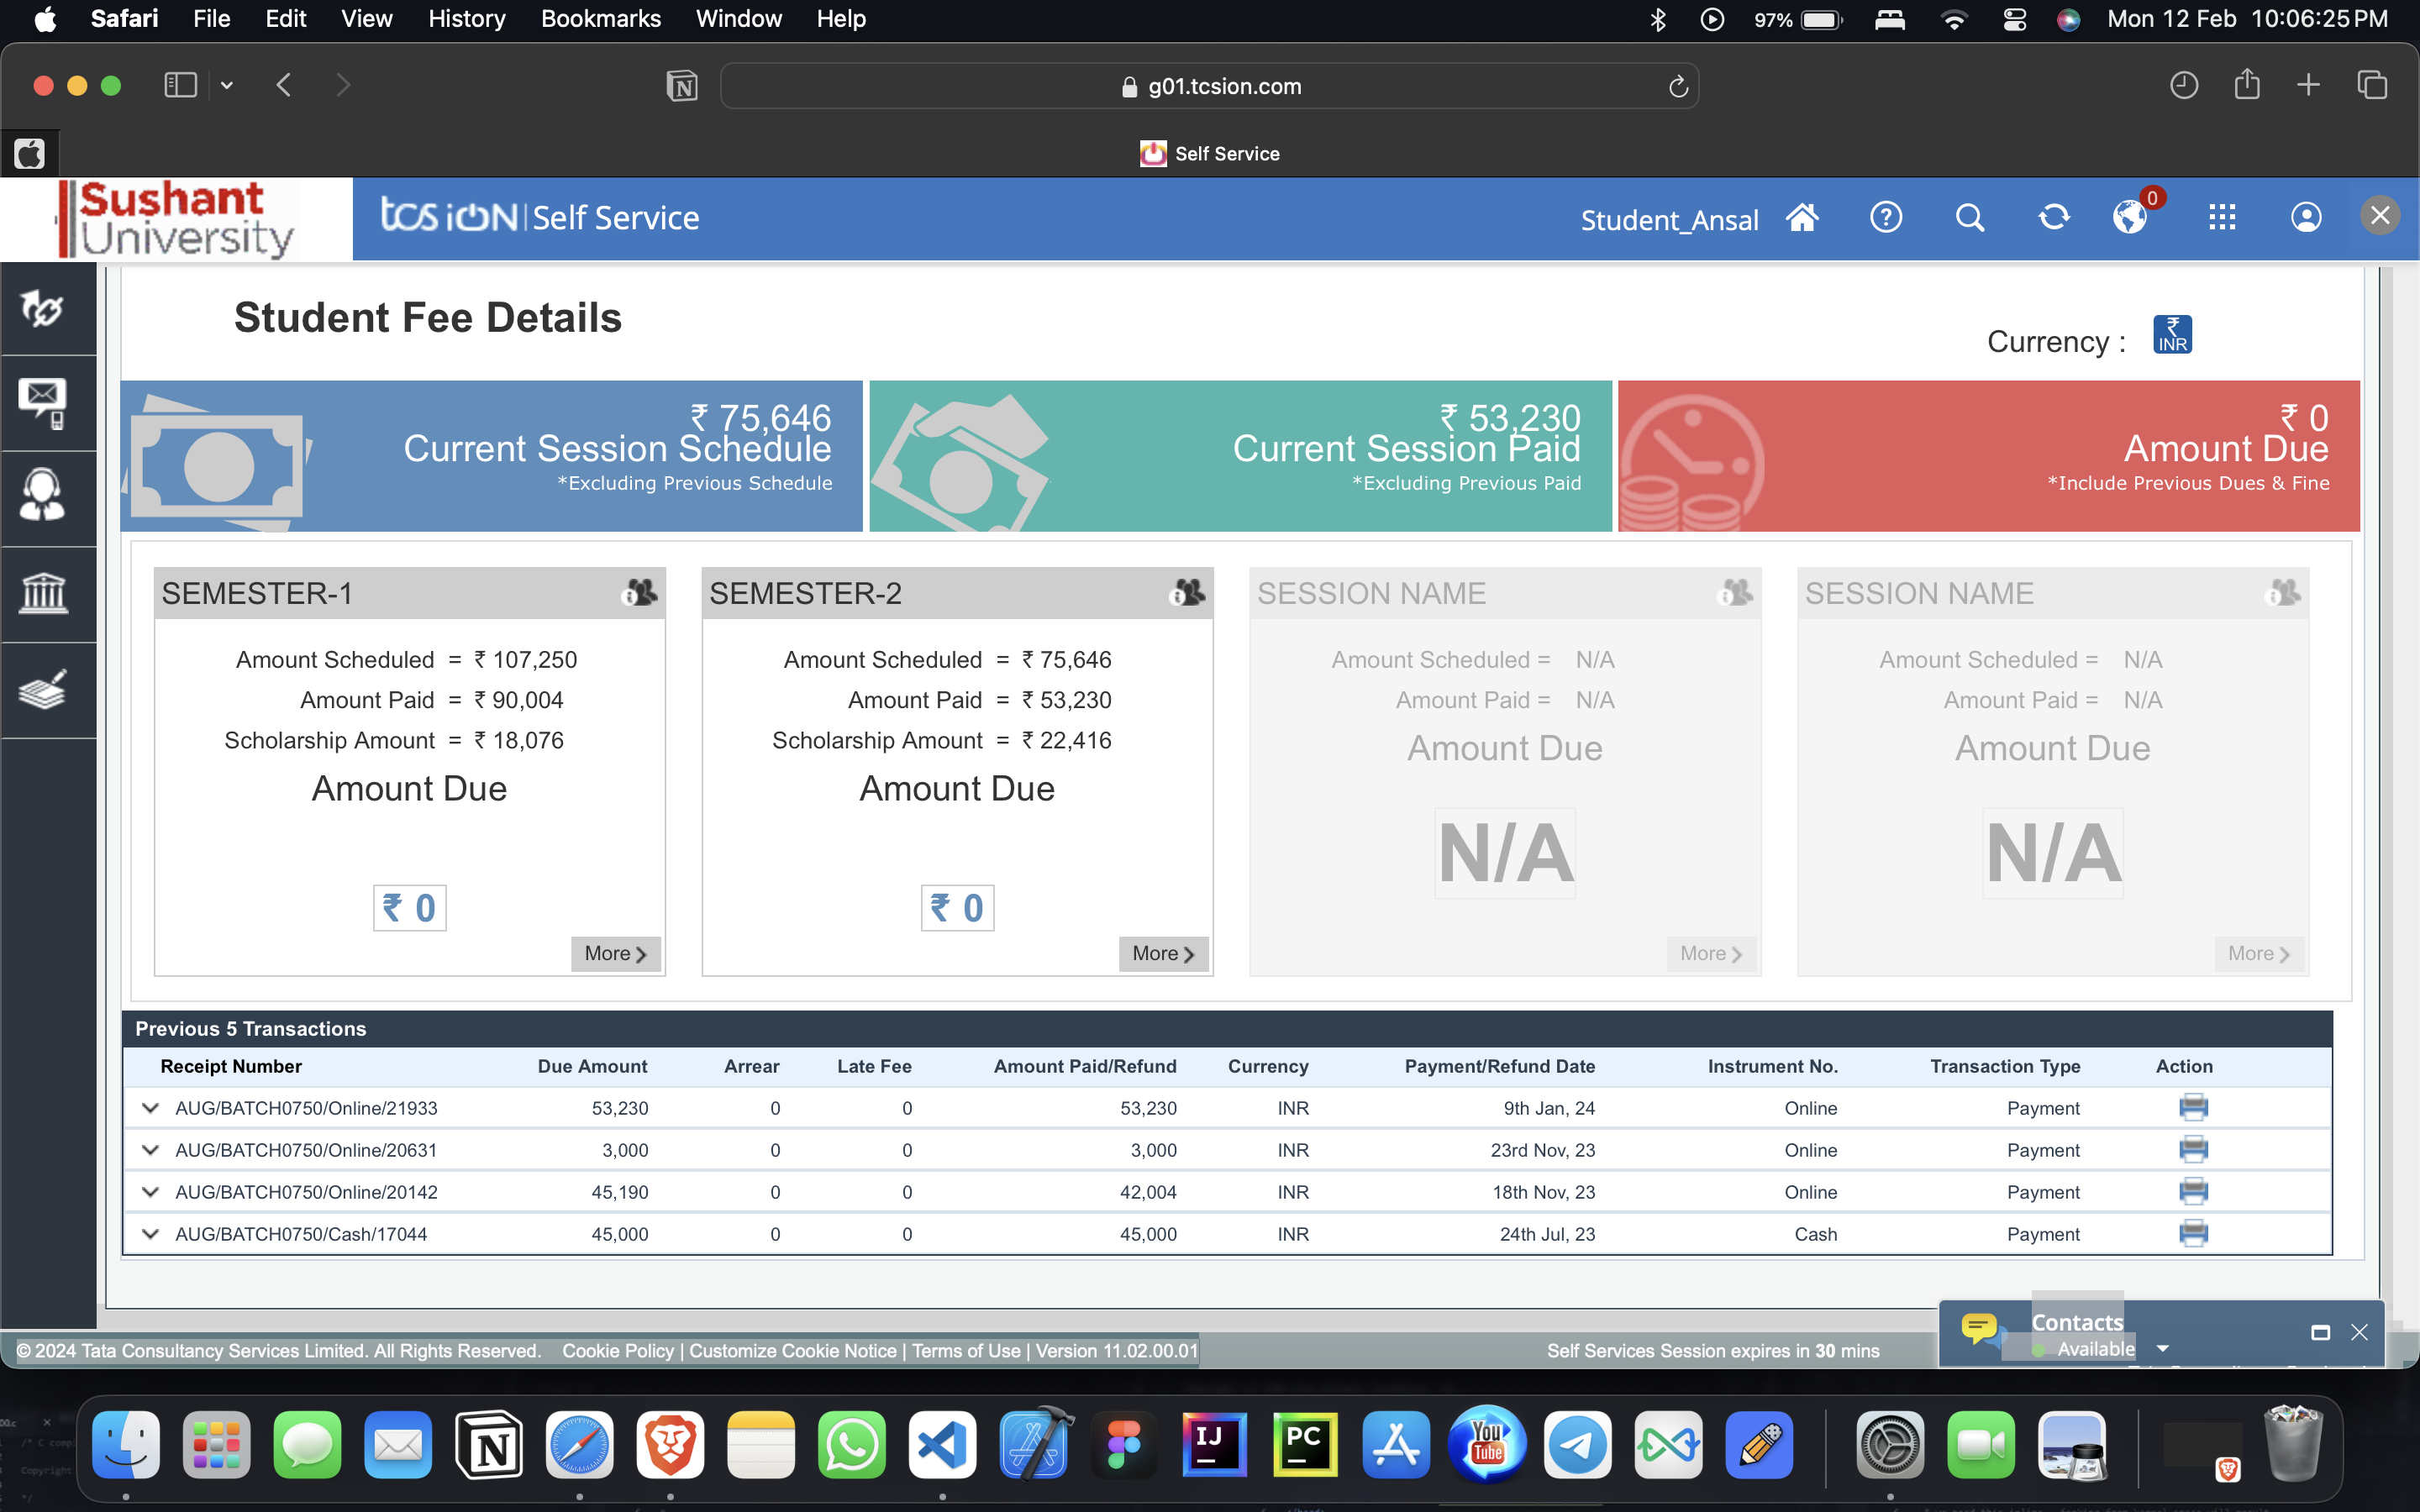 Safari File Edit View History Bookmarks Window Help 97% Mon 12 Feb 10:06:25 PM
g01.tcsion.com
Self Service
Sushant
University
tcs iON | Self Service
Student_Ansal
0
Student Fee Details
Currency :
₹
INR
₹ 75,646
Current Session Schedule
*Excluding Previous Schedule
₹ 53,230
Current Session Paid
*Excluding Previous Paid
₹ 0
Amount Due
*Include Previous Dues & Fine
SEMESTER-1
Amount Scheduled = ₹ 107,250
Amount Paid = ₹ 90,004
Scholarship Amount = ₹ 18,076
Amount Due
₹ 0
More
SEMESTER-2
Amount Scheduled = ₹ 75,646
Amount Paid = ₹ 53,230
Scholarship Amount = ₹ 22,416
Amount Due
₹ 0
More
SESSION NAME
Amount Scheduled = N/A
Amount Paid = N/A
Amount Due
N/A
More
SESSION NAME
Amount Scheduled = N/A
Amount Paid = N/A
Amount Due
N/A
More
Previous 5 Transactions
Receipt Number Due Amount Arrear Late Fee Amount Paid/Refund Currency Payment/Refund Date Instrument No. Transaction Type Action
AUG/BATCH0750/Online/21933 53,230 0 0 53,230 INR 9th Jan, 24 Online Payment
AUG/BATCH0750/Online/20631 3,000 0 0 3,000 INR 23rd Nov, 23 Online Payment
AUG/BATCH0750/Online/20142 45,190 0 0 42,004 INR 18th Nov, 23 Online Payment
AUG/BATCH0750/Cash/17044 45,000 0 0 45,000 INR 24th Jul, 23 Cash Payment
Contacts
Available
© 2024 Tata Consultancy Services Limited. All Rights Reserved. Cookie Policy | Customize Cookie Notice | Terms of Use | Version 11.02.00.01
Self Services Session expires in 30 mins
N
IJ
PC
You
Tube